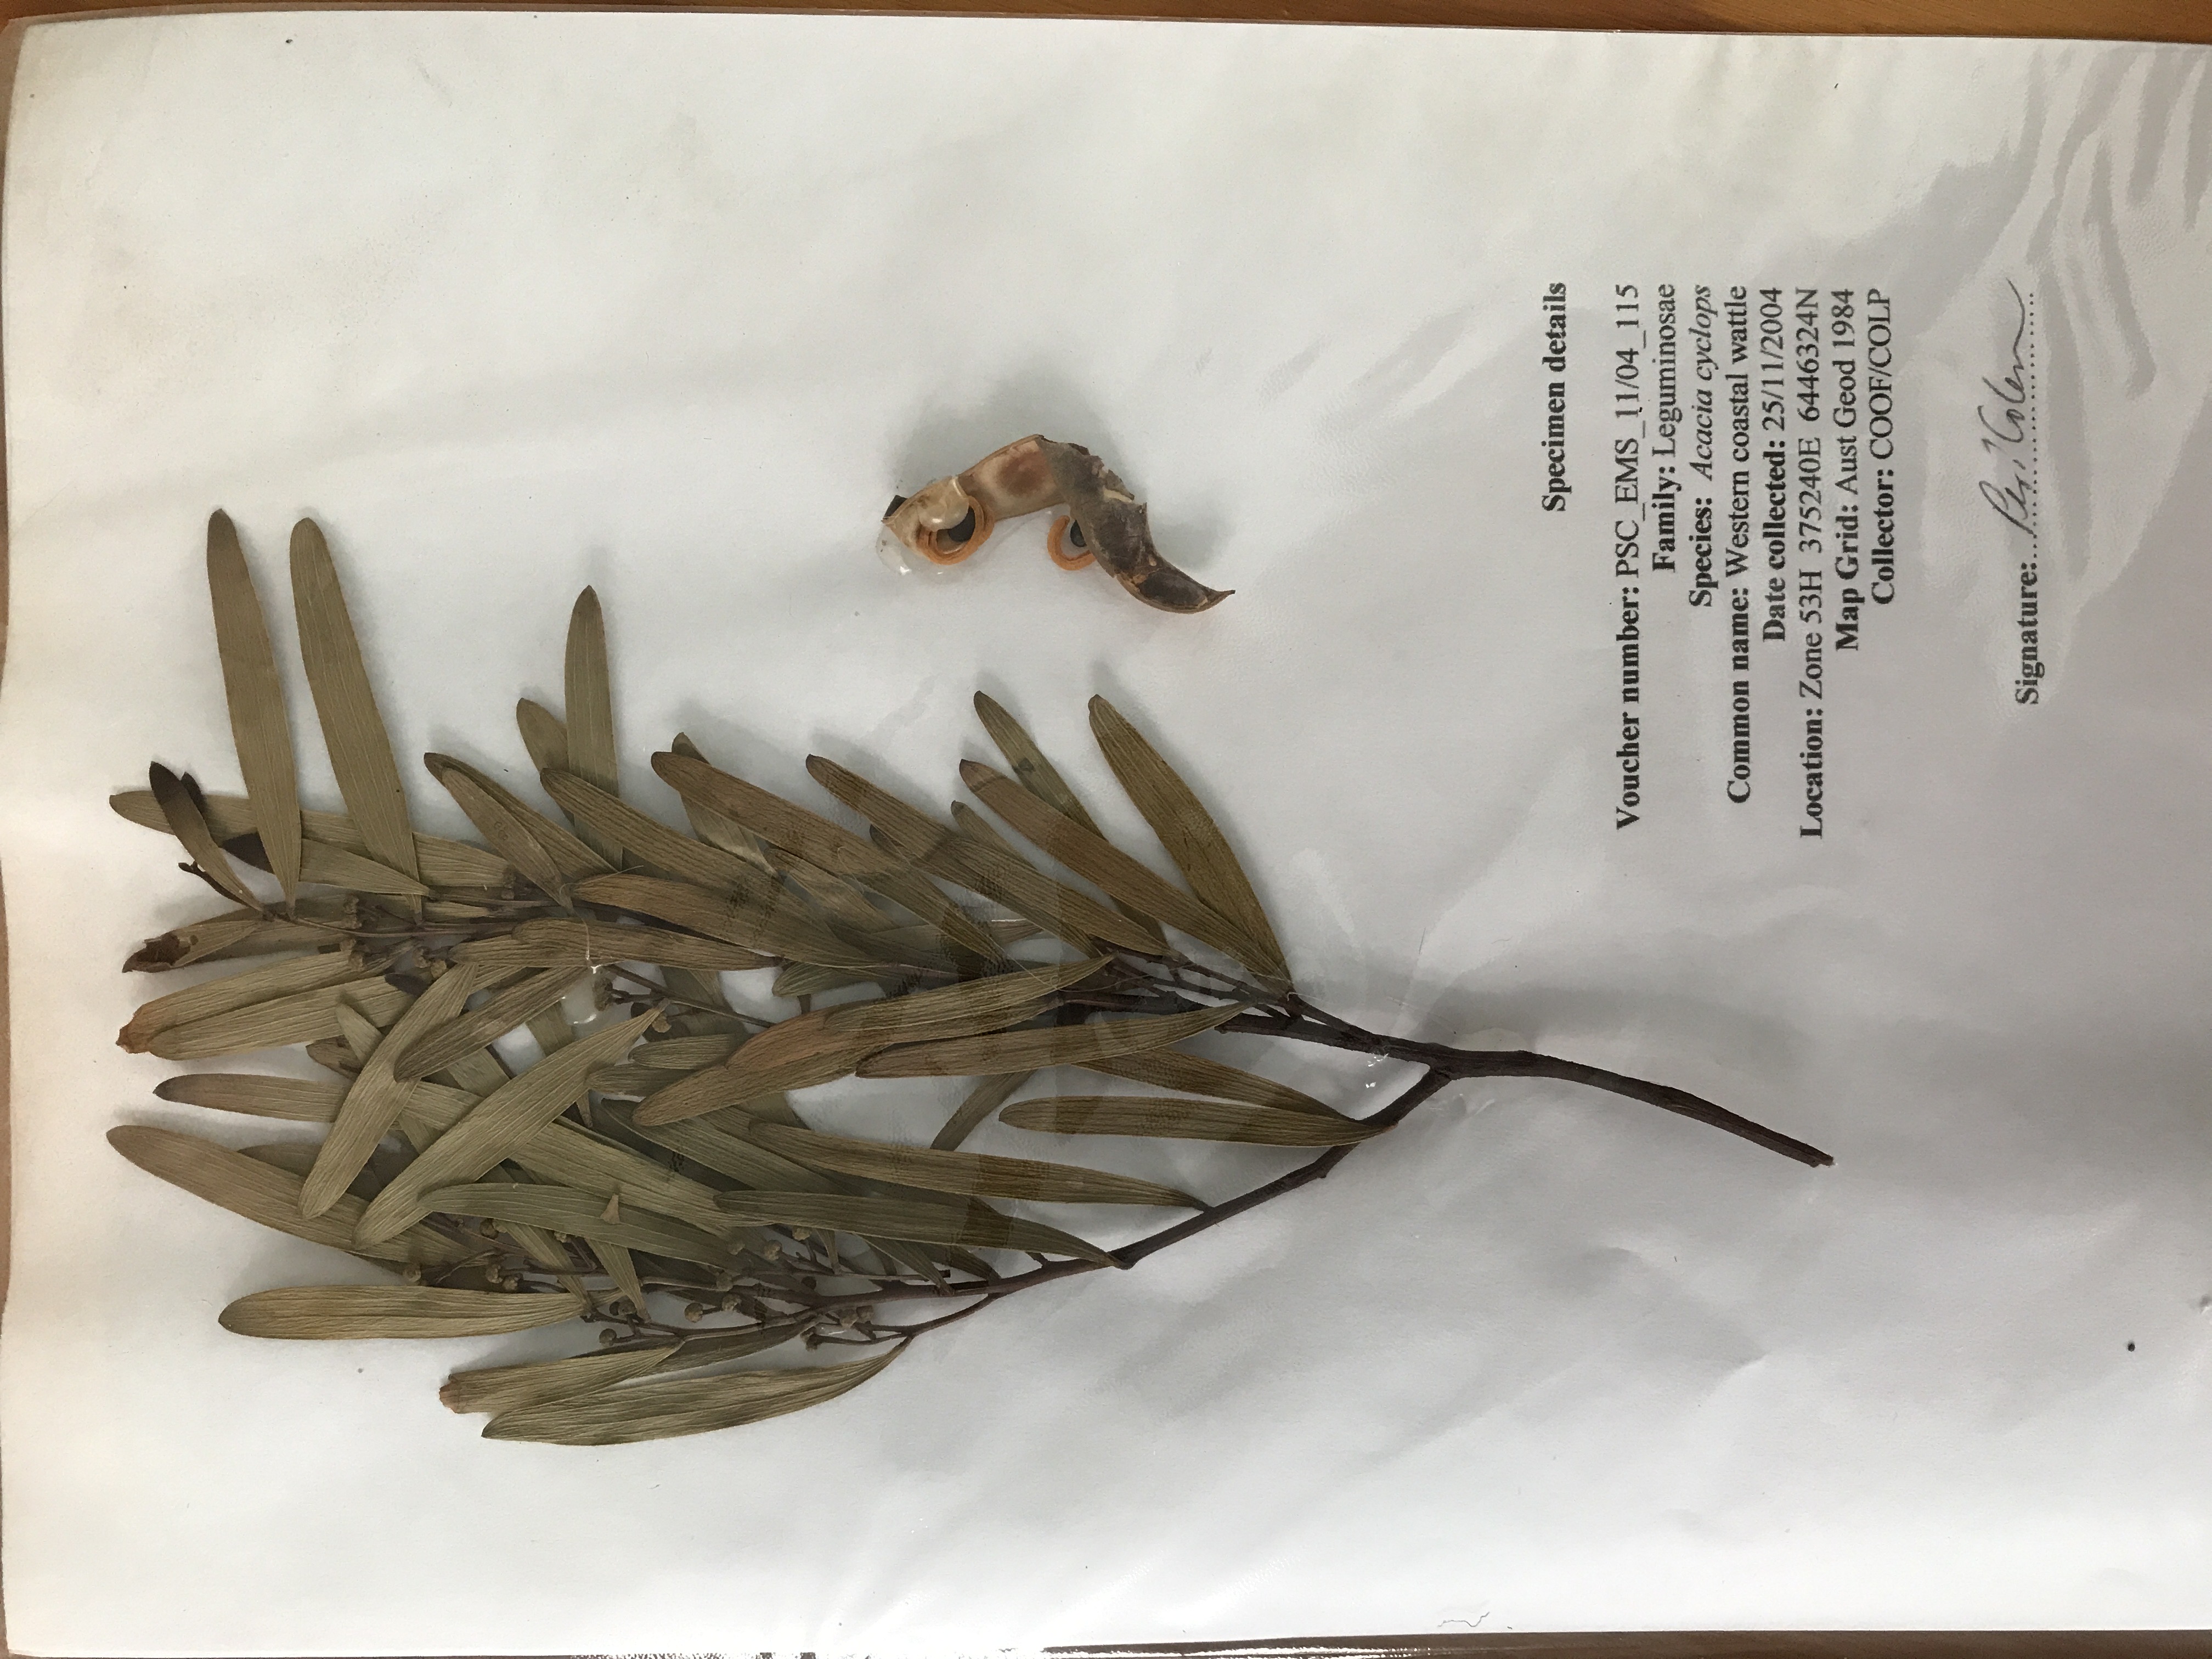 Specimen details
Voucher number: PSC_EMS_11/04_115
Family: Leguminosae
Species: Acacia cyclops
Common name: Western coastal wattle
Date collected: 25/11/2004
Location: Zone 53H 375240E 6446324N
Map Grid: Aust Geod 1984
Collector: COOF/COLP
Signature: Peri Coleman